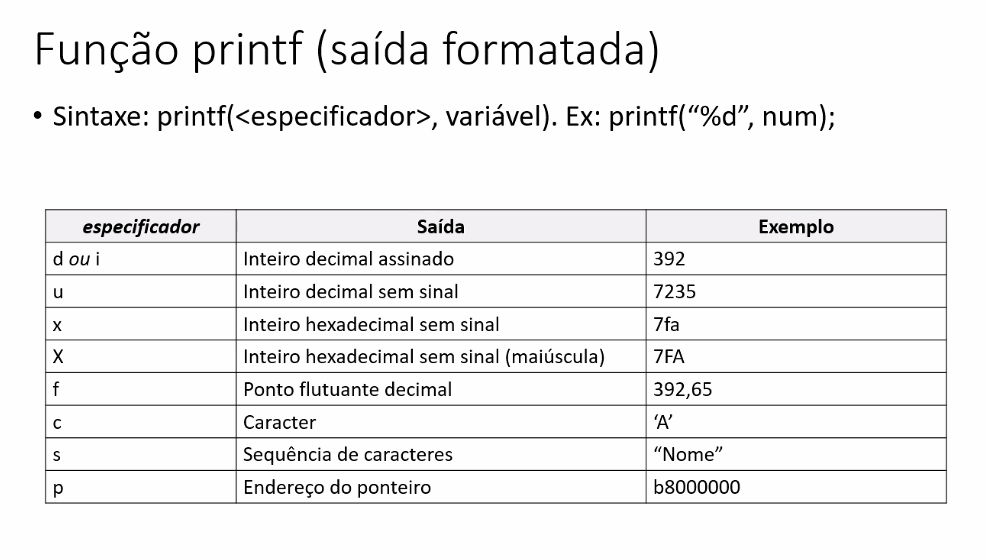 Função printf (saída formatada)
• Sintaxe: printf(<especificador>, variável). Ex: printf(“%d”, num);
especificador Saída Exemplo
d ou i Inteiro decimal assinado 392
u Inteiro decimal sem sinal 7235
x Inteiro hexadecimal sem sinal 7fa
X Inteiro hexadecimal sem sinal (maiúscula) 7FA
f Ponto flutuante decimal 392,65
c Caracter ‘A’
s Sequência de caracteres “Nome”
p Endereço do ponteiro b8000000